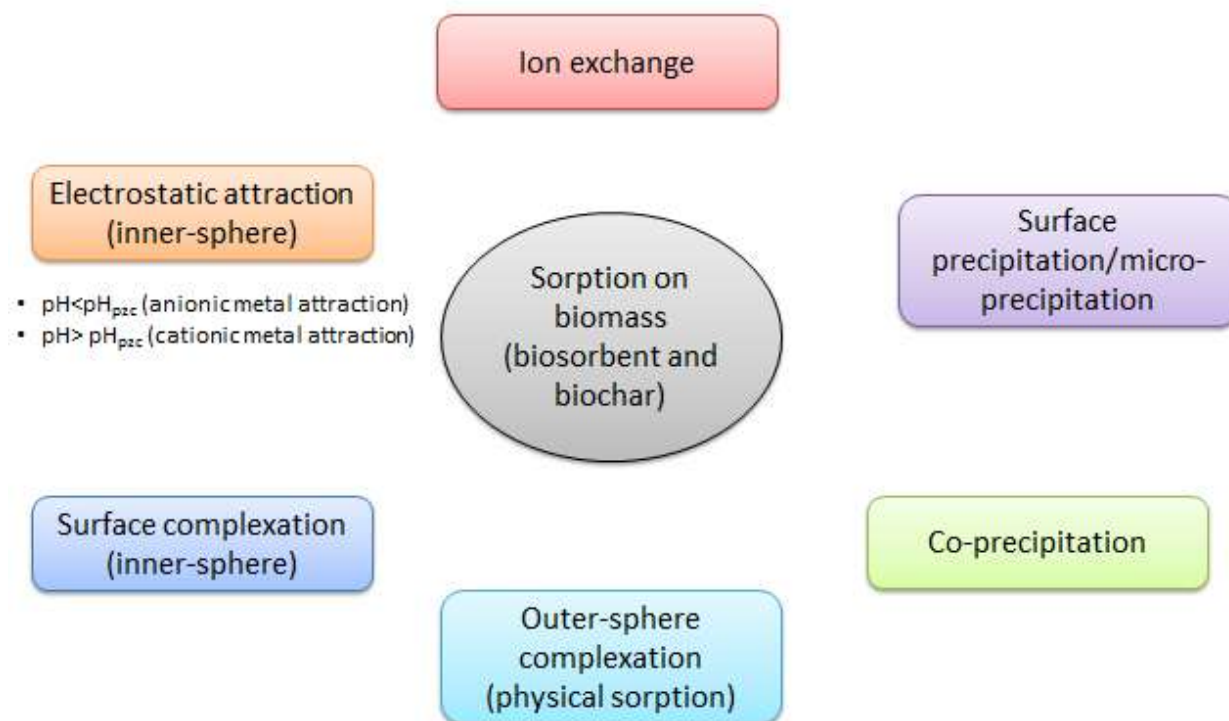 Ion exchange
Electrostatic attraction
(inner-sphere)
• pH<pHpzc (anionic metal attraction)
• pH> pHpzc (cationic metal attraction)
Sorption on
biomass
(biosorbent and
biochar)
Surface
precipitation/micro-
precipitation
Surface complexation
(inner-sphere)
Co-precipitation
Outer-sphere
complexation
(physical sorption)